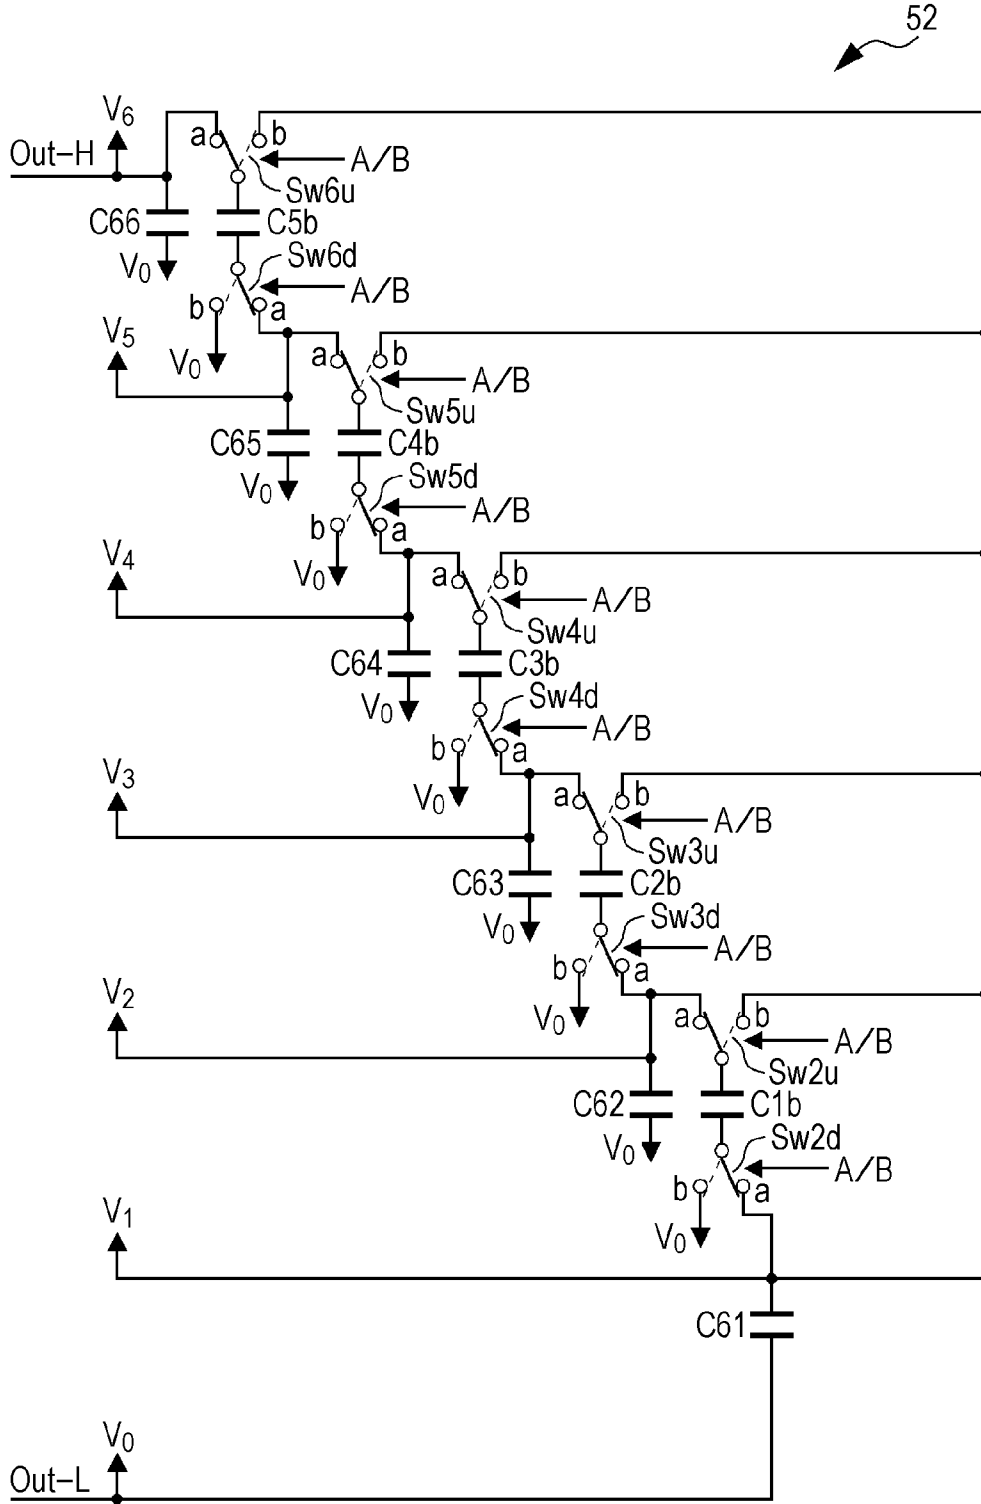 52
V6
a b
Out-H
A/B
Sw6u
C66 C5b
V0
Sw6d
A/B
b a
V5
V0
a b
A/B
Sw5u
C65 C4b
Sw5d
V0
A/B
b a
V4
V0
a b
A/B
Sw4u
C64 C3b
Sw4d
V0
A/B
b a
V3
V0
a b
A/B
Sw3u
C63 C2b
Sw3d
V0
A/B
b a
V2
V0
a b
A/B
Sw2u
C62 C1b
Sw2d
V0
A/B
b a
V1
V0
C61
V0
Out-L